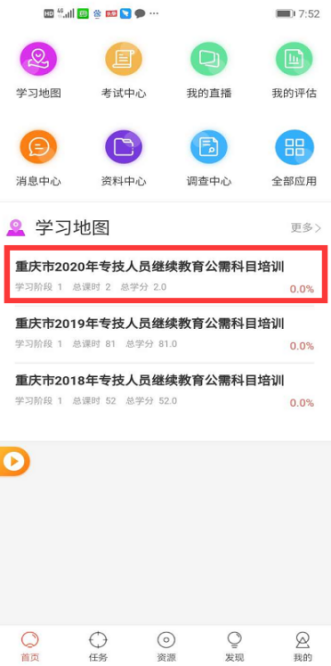 7:52
学习地图 考试中心 我的直播 我的评估
消息中心 资料中心 调查中心 全部应用
学习地图 更多
重庆市2020年专技人员继续教育公需科目培训
学习阶段 1 总课时 2 总学分 2.0
0.0%
重庆市2019年专技人员继续教育公需科目培训
学习阶段 1 总课时 81 总学分 81.0
0.0%
重庆市2018年专技人员继续教育公需科目培训
学习阶段 1 总课时 52 总学分 52.0
0.0%
首页 任务 资源 发现 我的